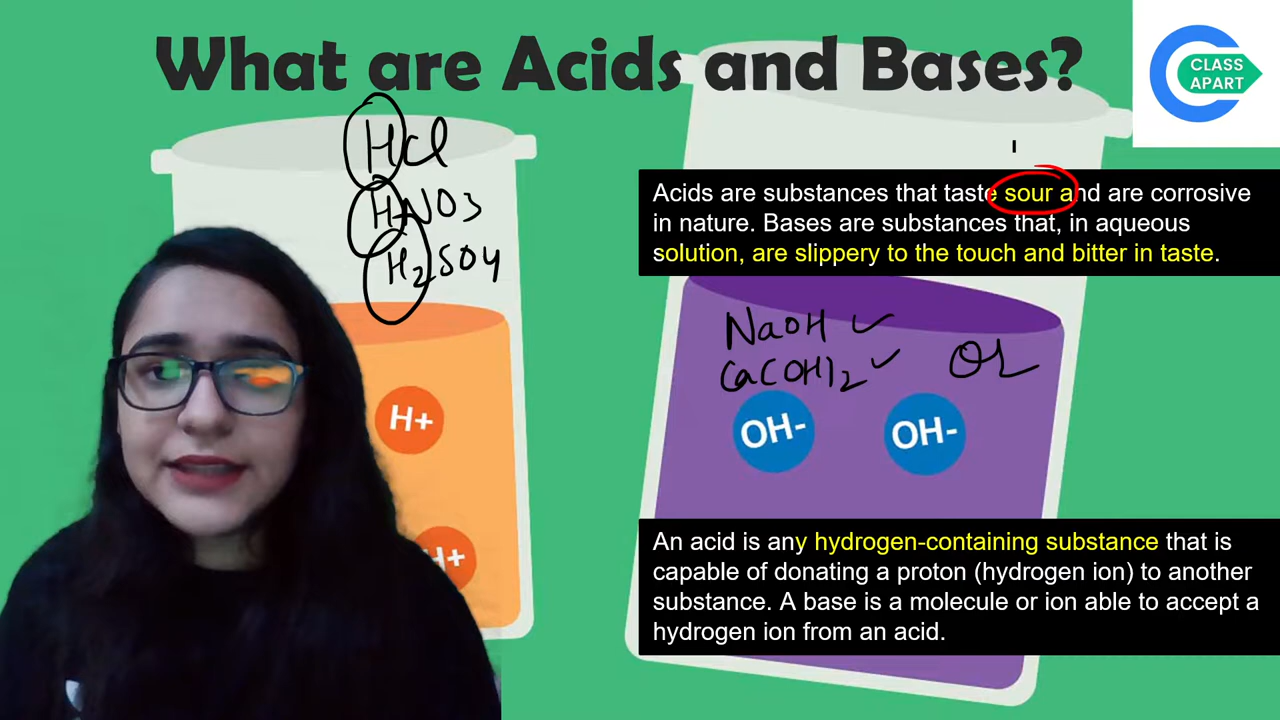 What are Acids and Bases?
CLASS
APART
HCl
HNO3
H2SO4
Acids are substances that taste sour and are corrosive
in nature. Bases are substances that, in aqueous
solution, are slippery to the touch and bitter in taste.
NaOH
Ca(OH)2
H+
OH-
OH-
H+
An acid is any hydrogen-containing substance that is
capable of donating a proton (hydrogen ion) to another
substance. A base is a molecule or ion able to accept a
hydrogen ion from an acid.